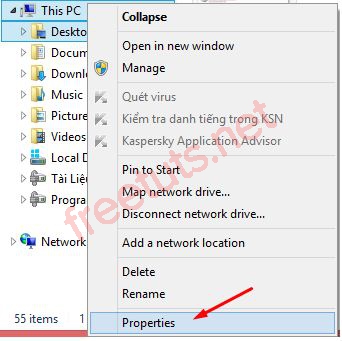 This PC
Deskto
Docum
Downlo
Music
Picture
Videos
Local D
Tài Liệu
Progra
Network
55 items
Collapse
Open in new window
Manage
Quét virus
Kiểm tra danh tiếng trong KSN
Kaspersky Application Advisor
Pin to Start
Map network drive...
Disconnect network drive...
Add a network location
Delete
Rename
Properties
freetuts.net